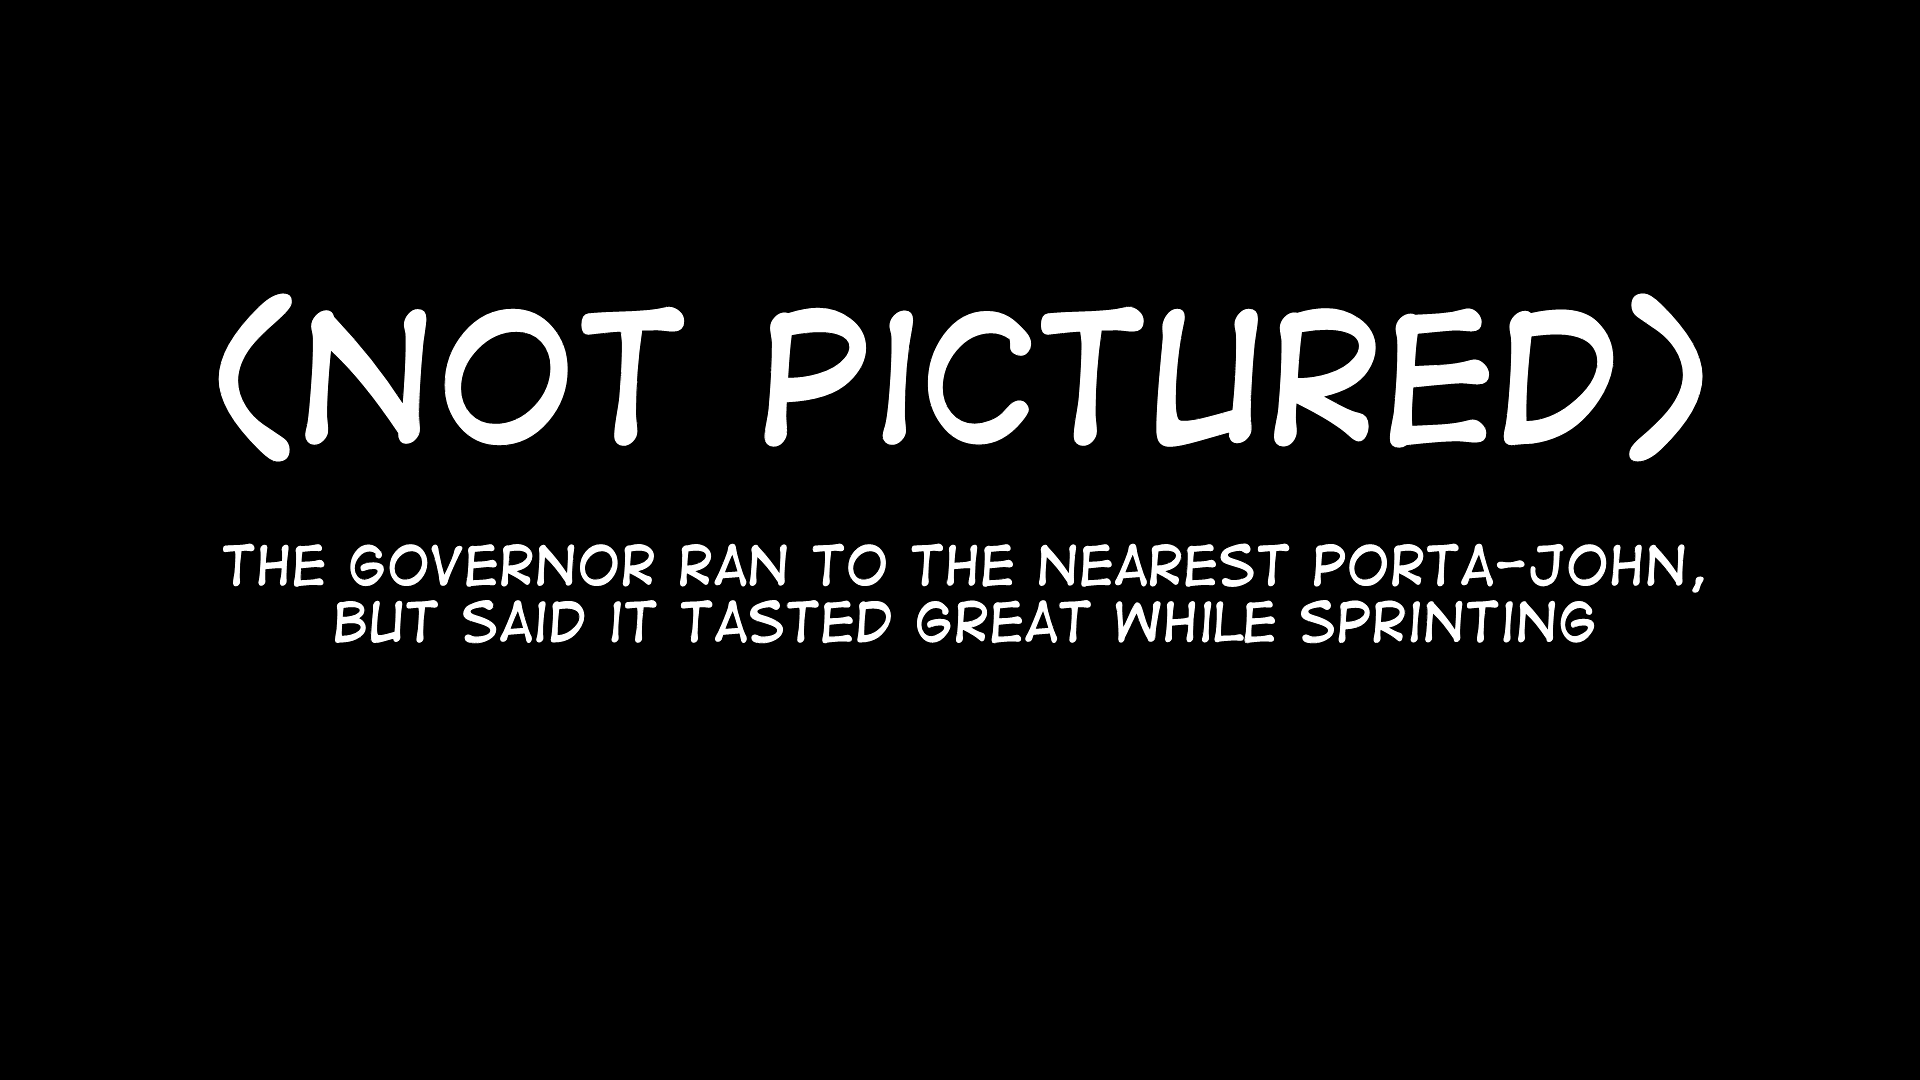 (NOT PICTURED)
THE GOVERNOR RAN TO THE NEAREST PORTA-JOHN,
BUT SAID IT TASTED GREAT WHILE SPRINTING